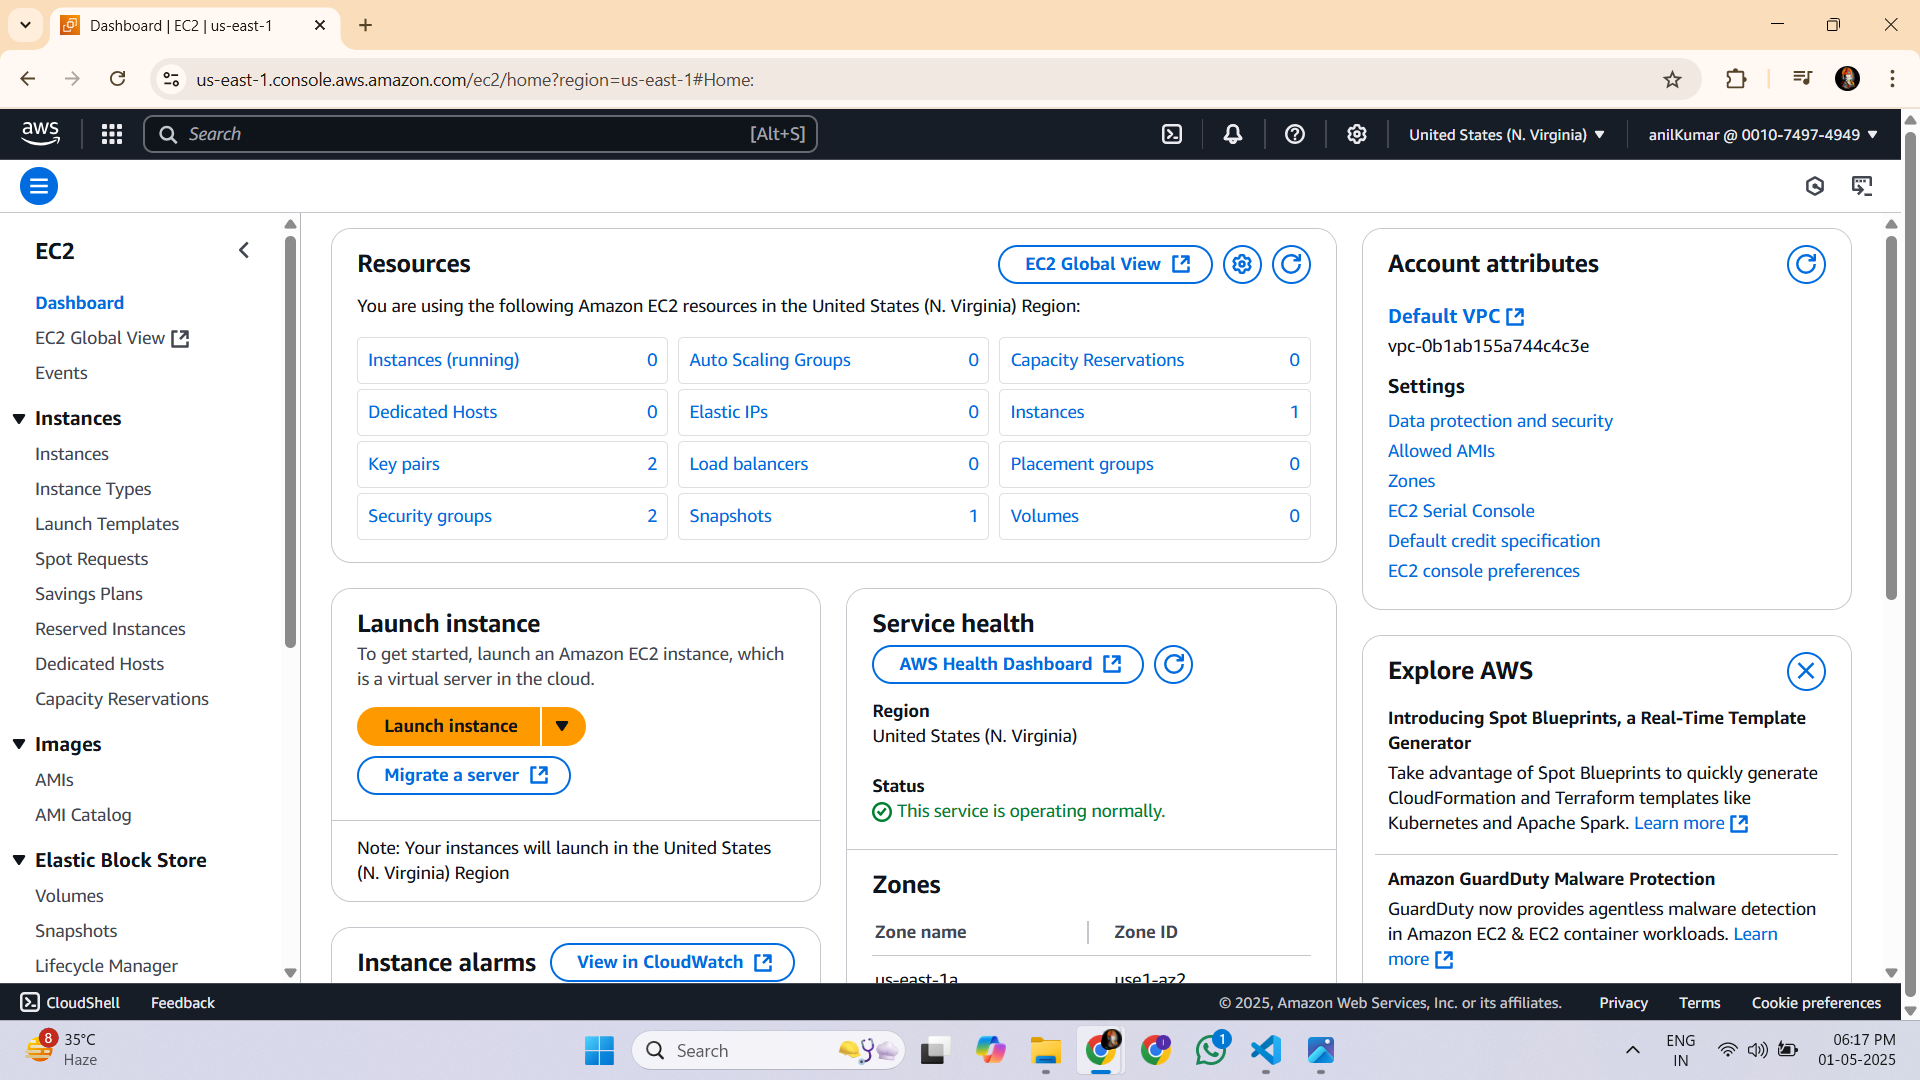 Dashboard | EC2 | us-east-1
us-east-1.console.aws.amazon.com/ec2/home?region=us-east-1#Home:
aws
Search
[Alt+S]
United States (N. Virginia)
anilKumar @ 0010-7497-4949
EC2
Dashboard
EC2 Global View
Events
Instances
Instances
Instance Types
Launch Templates
Spot Requests
Savings Plans
Reserved Instances
Dedicated Hosts
Capacity Reservations
Images
AMIs
AMI Catalog
Elastic Block Store
Volumes
Snapshots
Lifecycle Manager
Resources
EC2 Global View
You are using the following Amazon EC2 resources in the United States (N. Virginia) Region:
Instances (running) 0
Auto Scaling Groups 0
Capacity Reservations 0
Dedicated Hosts 0
Elastic IPs 0
Instances 1
Key pairs 2
Load balancers 0
Placement groups 0
Security groups 2
Snapshots 1
Volumes 0
Launch instance
To get started, launch an Amazon EC2 instance, which
is a virtual server in the cloud.
Launch instance
Migrate a server
Note: Your instances will launch in the United States
(N. Virginia) Region
Instance alarms
View in CloudWatch
Service health
AWS Health Dashboard
Region
United States (N. Virginia)
Status
This service is operating normally.
Zones
Zone name
Zone ID
us-east-1a
use1-az2
Account attributes
Default VPC
vpc-0b1ab155a744c4c3e
Settings
Data protection and security
Allowed AMIs
Zones
EC2 Serial Console
Default credit specification
EC2 console preferences
Explore AWS
Introducing Spot Blueprints, a Real-Time Template
Generator
Take advantage of Spot Blueprints to quickly generate
CloudFormation and Terraform templates like
Kubernetes and Apache Spark. Learn more
Amazon GuardDuty Malware Protection
GuardDuty now provides agentless malware detection
in Amazon EC2 & EC2 container workloads. Learn
more
CloudShell
Feedback
© 2025, Amazon Web Services, Inc. or its affiliates.
Privacy
Terms
Cookie preferences
8
35°C
Haze
Search
1
ENG
IN
06:17 PM
01-05-2025